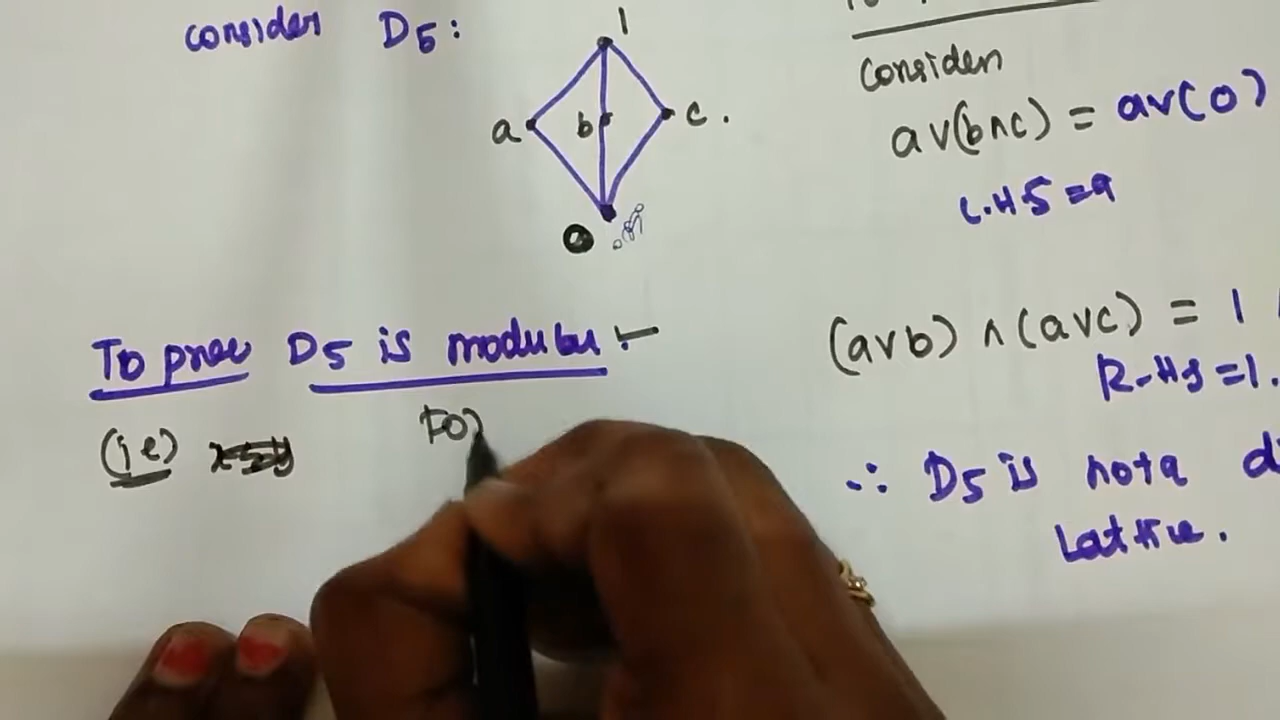 consider D5:
1
a b c.
0
To prove D5 is modular :-
(ie)
For
Consider
av(b∧c) = av(0)
L.H.S = a
(avb) ∧ (avc) = 1
R.H.S = 1.
∴ D5 is not a
Lattice.